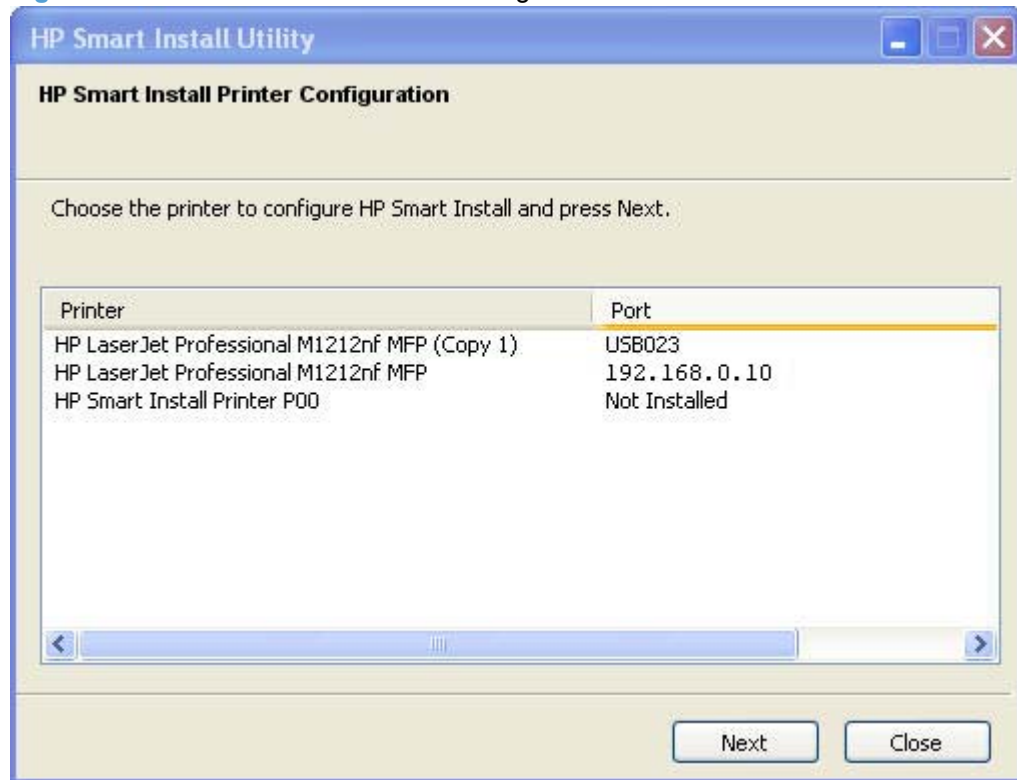 HP Smart Install Utility
HP Smart Install Printer Configuration
Choose the printer to configure HP Smart Install and press Next.
Printer Port
HP LaserJet Professional M1212nf MFP (Copy 1) USB023
HP LaserJet Professional M1212nf MFP 192.168.0.10
HP Smart Install Printer P00 Not Installed
Next Close